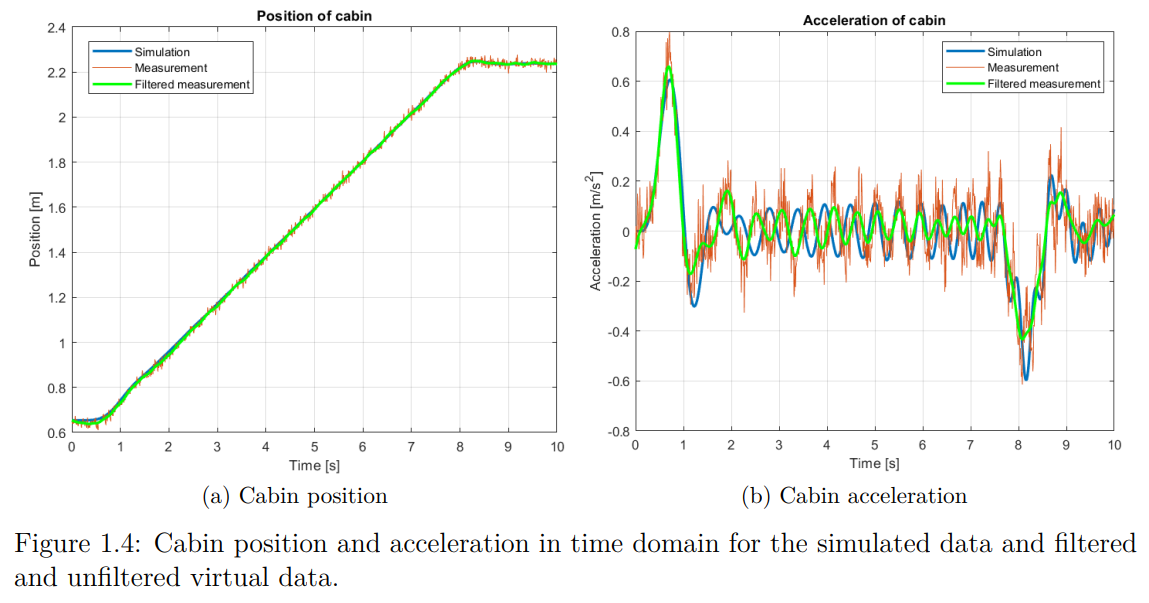 Position of cabin
2.4
2.2
2
1.8
1.6
1.4
1.2
1
0.8
0.6
Position [m]
Simulation
Measurement
Filtered measurement
0 1 2 3 4 5 6 7 8 9 10
Time [s]
(a) Cabin position
Acceleration of cabin
0.8
0.6
0.4
0.2
0
-0.2
-0.4
-0.6
-0.8
Acceleration [m/s²]
Simulation
Measurement
Filtered measurement
0 1 2 3 4 5 6 7 8 9 10
Time [s]
(b) Cabin acceleration
Figure 1.4: Cabin position and acceleration in time domain for the simulated data and filtered
and unfiltered virtual data.